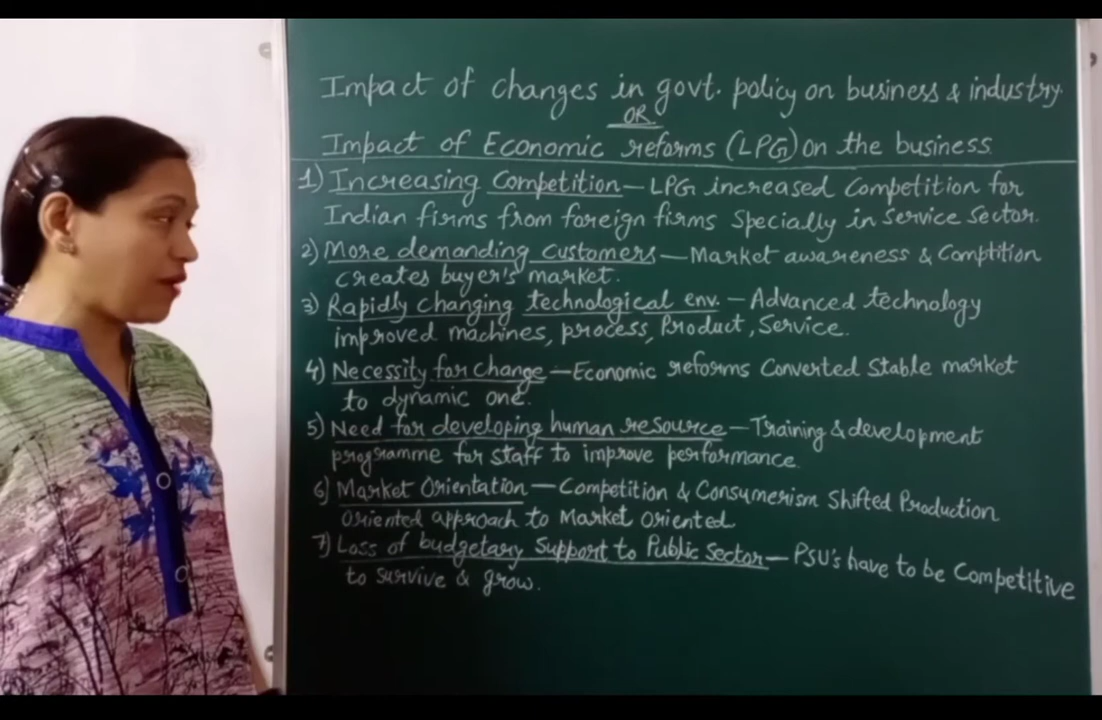 Impact of changes in govt. policy on business & industry.
OR
Impact of Economic reforms (LPG) on the business
1) Increasing Competition — LPG increased Competition for
Indian firms from foreign firms Specially in Service Sector.
2) More demanding customers — Market awareness & Comptition
creates buyer's market.
3) Rapidly changing technological env. — Advanced technology
improved machines, process, Product, Service.
4) Necessity for change — Economic reforms Converted Stable market
to dynamic one.
5) Need for developing human resource — Training & development
programme for staff to improve performance.
6) Market Orientation — Competition & Consumerism Shifted Production
Oriented approach to Market Oriented
7) Loss of budgetary Support to Public Sector — PSU's have to be Competitive
to survive & grow.